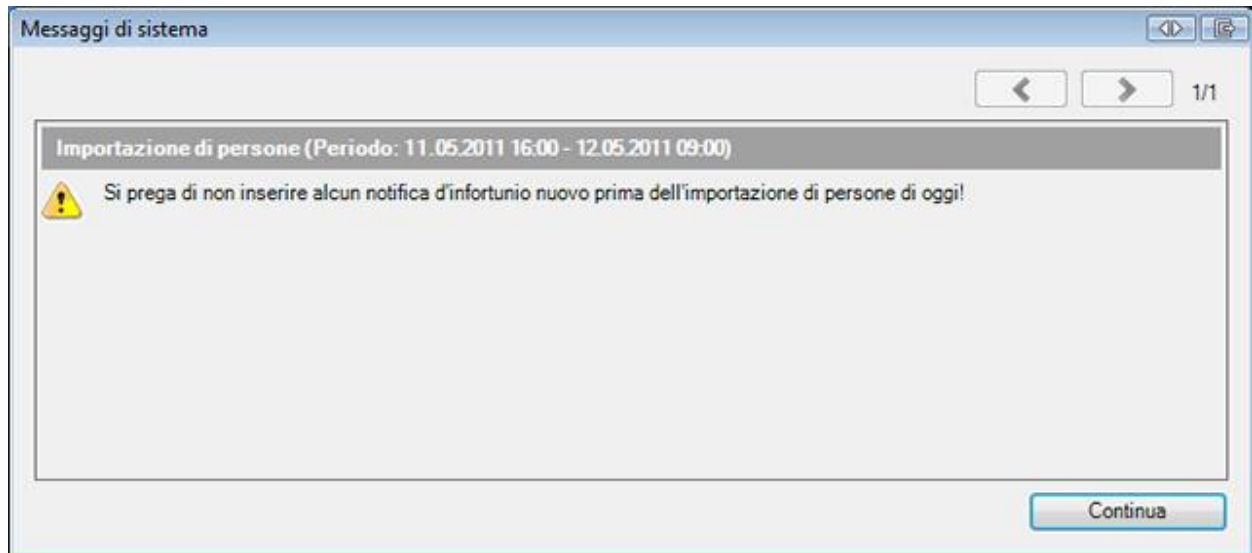 Messaggi di sistema
1/1
Importazione di persone (Periodo: 11.05.2011 16:00 - 12.05.2011 09:00)
Si prega di non inserire alcun notifica d'infortunio nuovo prima dell'importazione di persone di oggi!
Continua